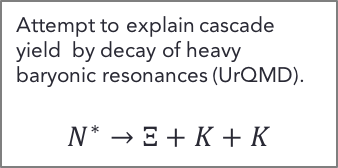 Attempt to explain cascade
yield by decay of heavy
baryonic resonances (UrQMD).
N* → Ξ + K + K